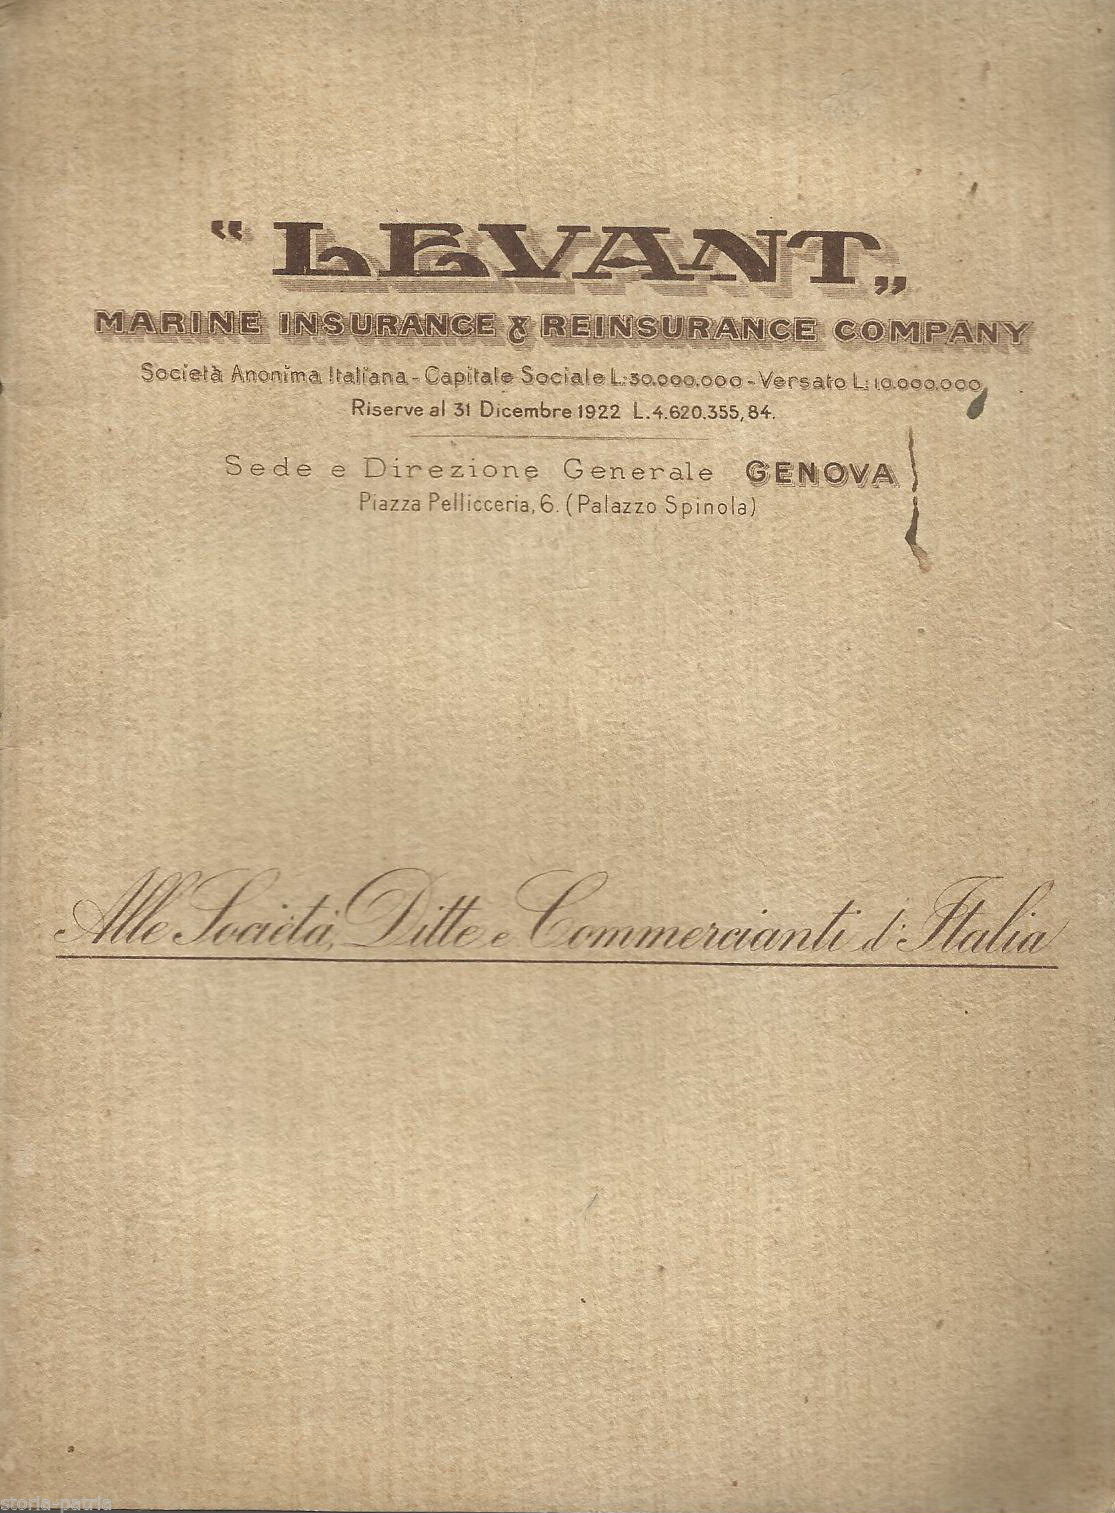 “LEVANT„
MARINE INSURANCE & REINSURANCE COMPANY
Società Anonima Italiana - Capitale Sociale L. 30.000.000 - Versato L. 10.000.000
Riserve al 31 Dicembre 1922 L. 4.620.355,84.
Sede e Direzione Generale GENOVA
Piazza Pellicceria, 6. (Palazzo Spinola)
Alle Società, Ditte e Commercianti d'Italia
storia-patria